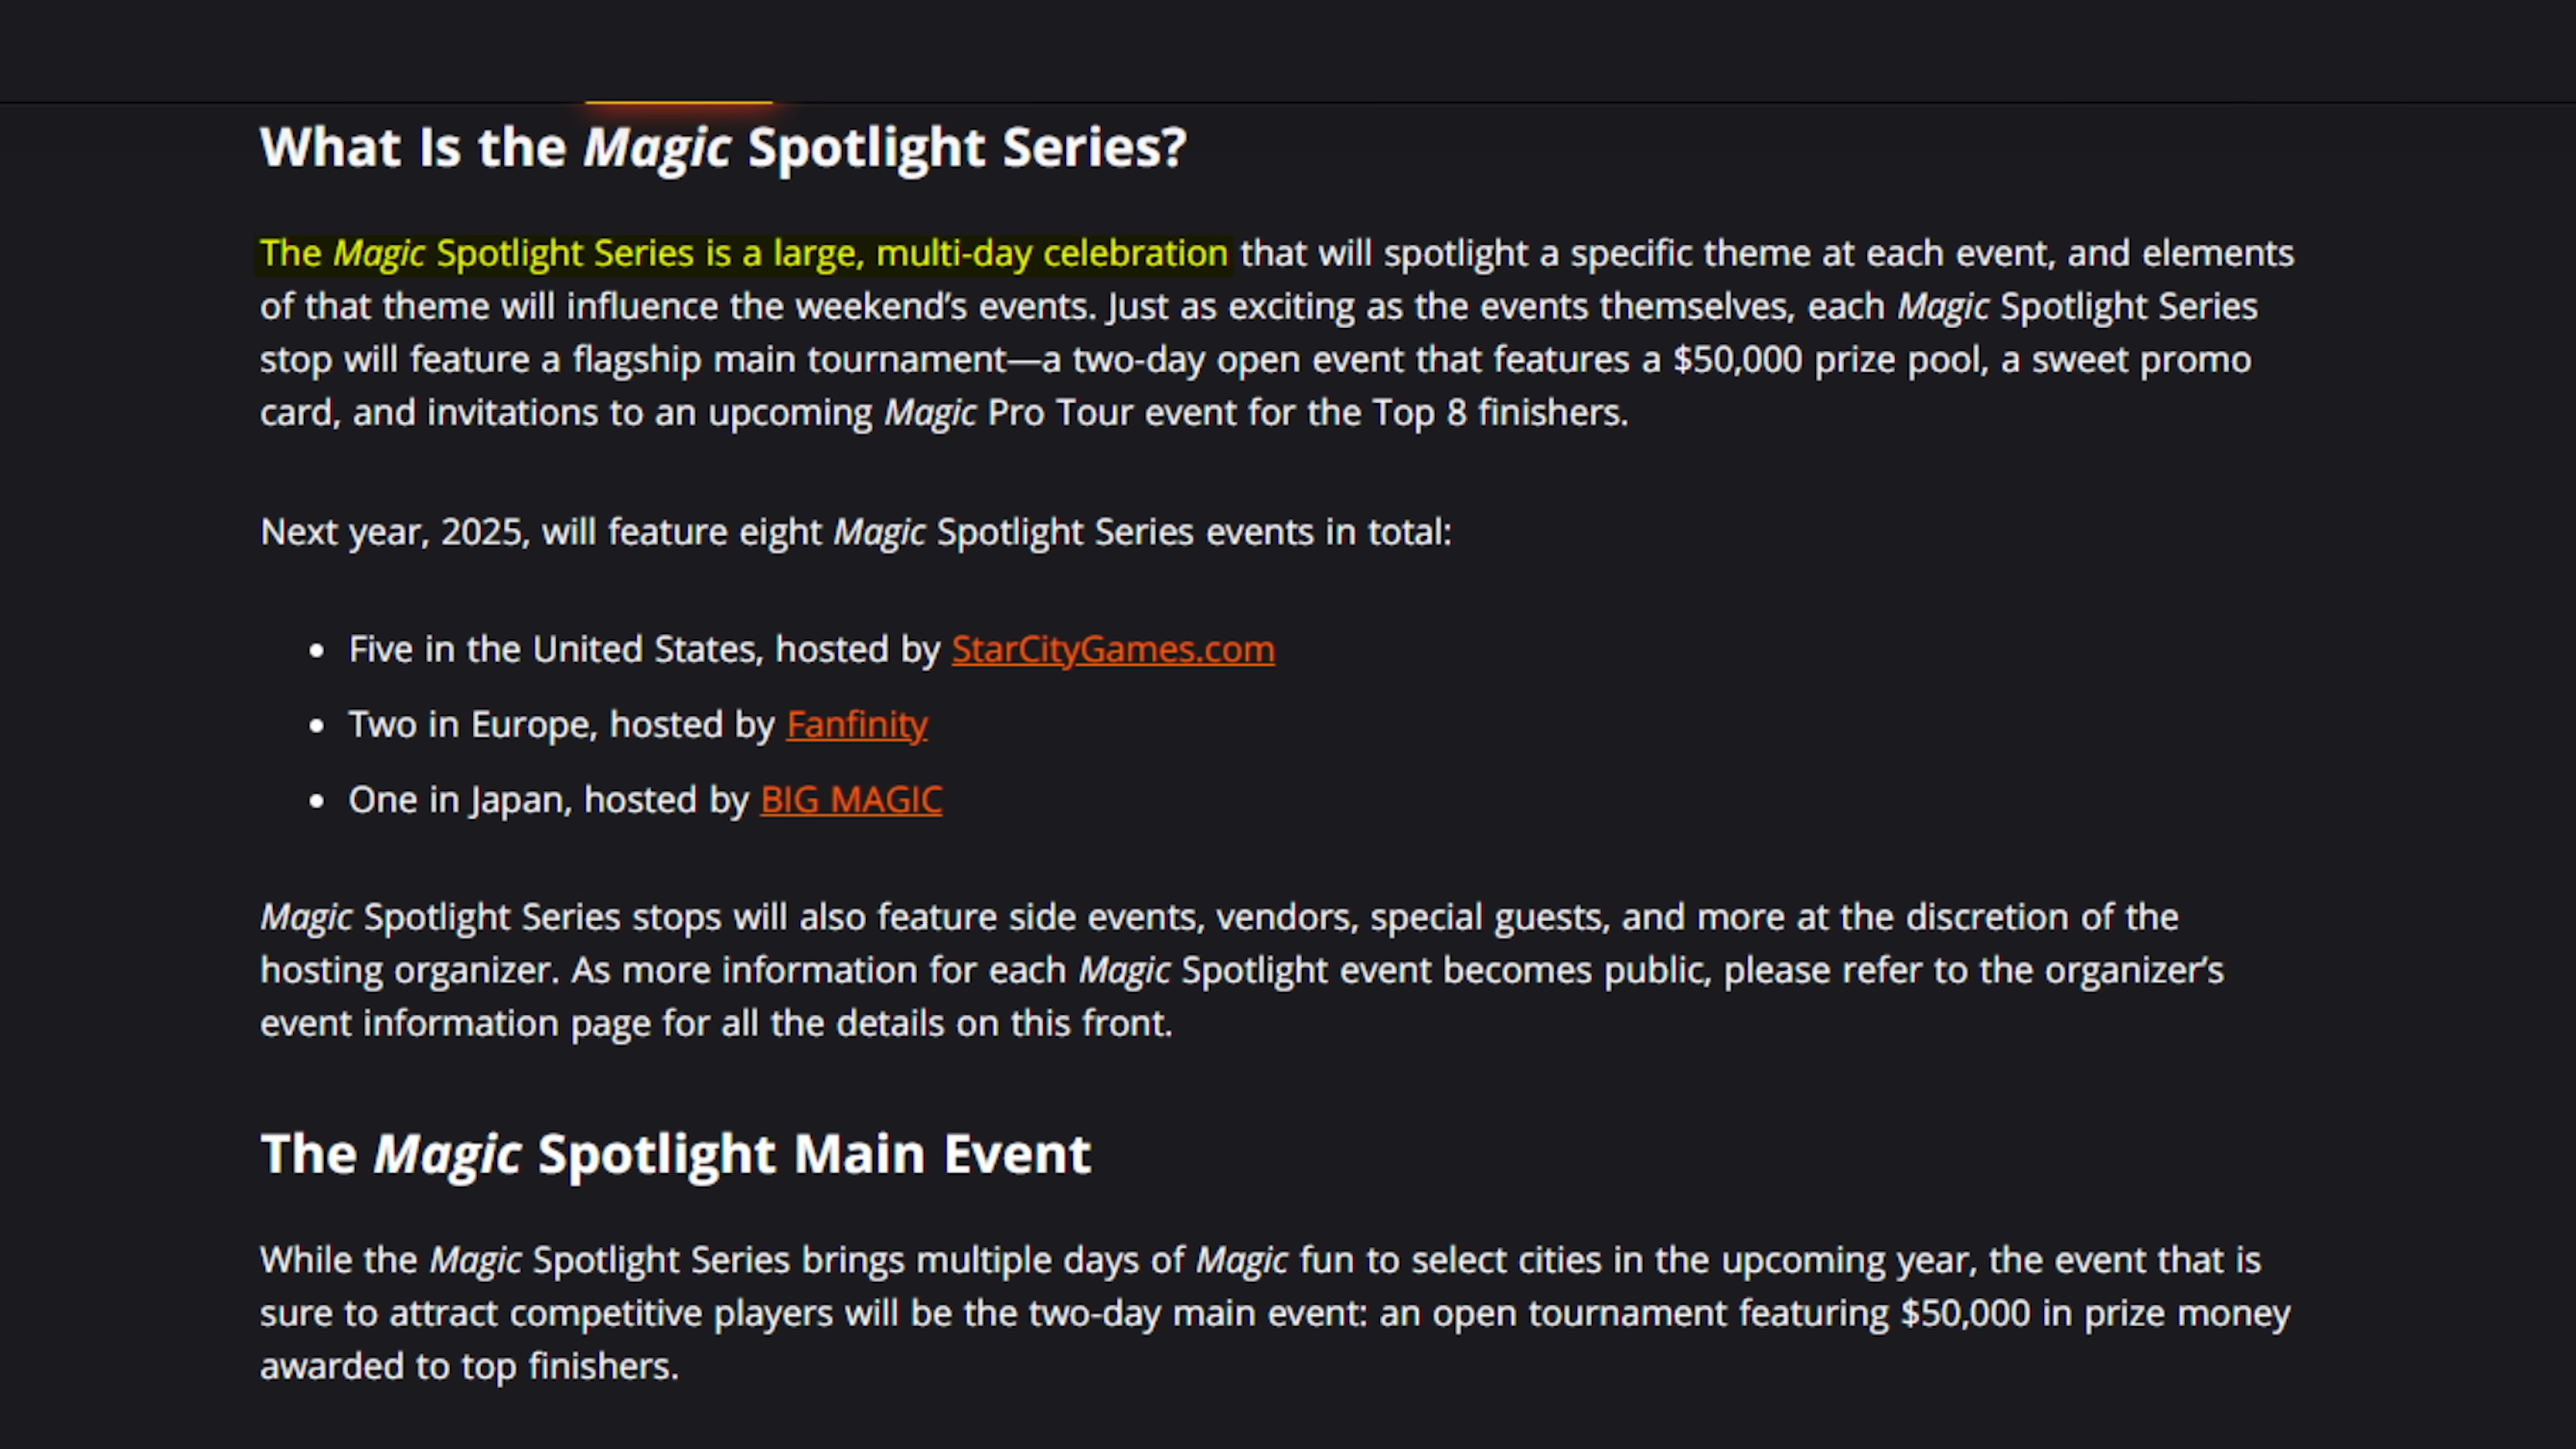 What Is the Magic Spotlight Series?
The Magic Spotlight Series is a large, multi-day celebration that will spotlight a specific theme at each event, and elements
of that theme will influence the weekend’s events. Just as exciting as the events themselves, each Magic Spotlight Series
stop will feature a flagship main tournament—a two-day open event that features a $50,000 prize pool, a sweet promo
card, and invitations to an upcoming Magic Pro Tour event for the Top 8 finishers.
Next year, 2025, will feature eight Magic Spotlight Series events in total:
• Five in the United States, hosted by StarCityGames.com
• Two in Europe, hosted by Fanfinity
• One in Japan, hosted by BIG MAGIC
Magic Spotlight Series stops will also feature side events, vendors, special guests, and more at the discretion of the
hosting organizer. As more information for each Magic Spotlight event becomes public, please refer to the organizer’s
event information page for all the details on this front.
The Magic Spotlight Main Event
While the Magic Spotlight Series brings multiple days of Magic fun to select cities in the upcoming year, the event that is
sure to attract competitive players will be the two-day main event: an open tournament featuring $50,000 in prize money
awarded to top finishers.